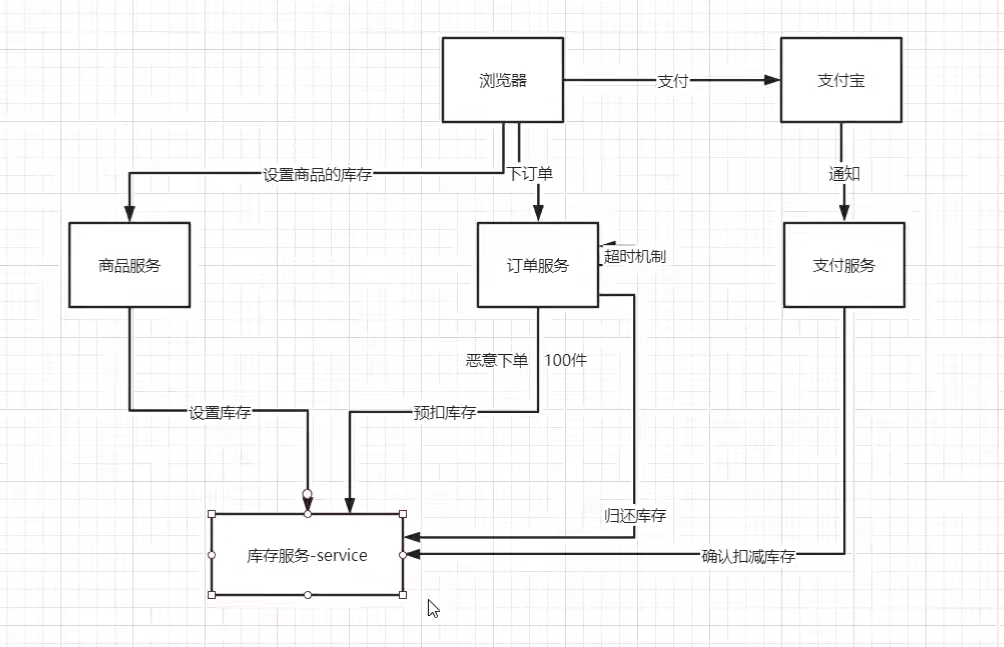 浏览器
支付
支付宝
设置商品的库存
下订单
通知
商品服务
订单服务
超时机制
支付服务
恶意下单 100件
设置库存
预扣库存
归还库存
库存服务-service
确认扣减库存